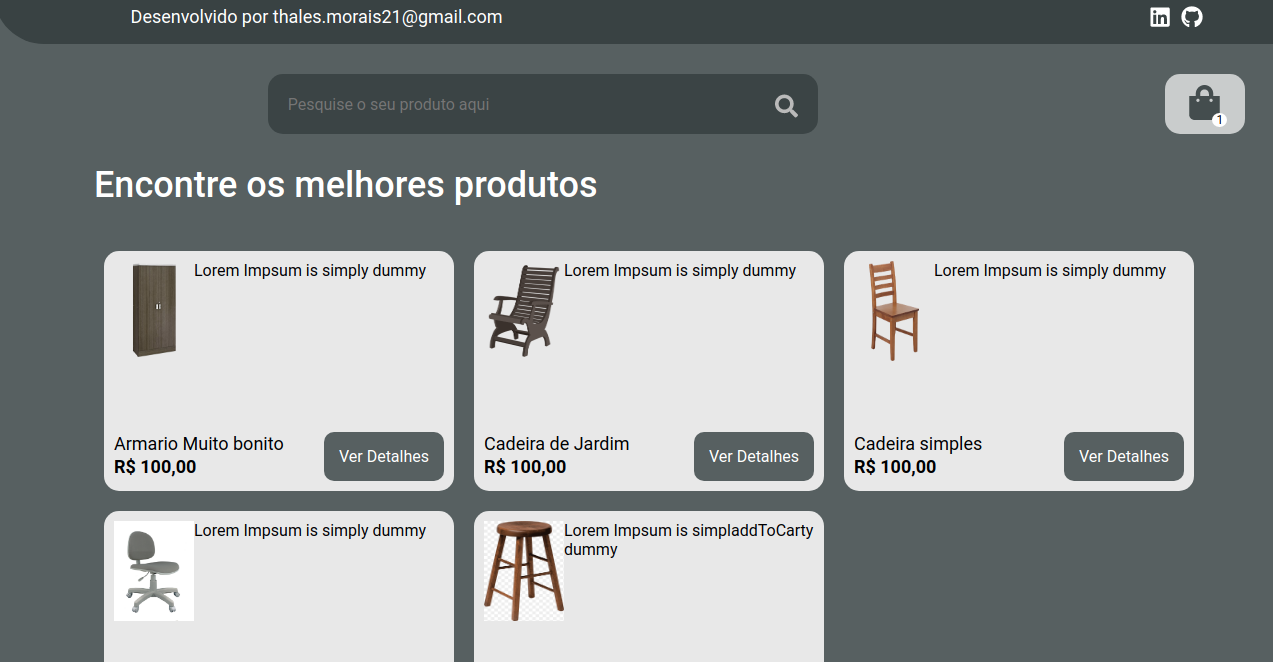 Desenvolvido por thales.morais21@gmail.com
Pesquise o seu produto aqui
1
Encontre os melhores produtos
Lorem Impsum is simply dummy
Lorem Impsum is simply dummy
Lorem Impsum is simply dummy
Armario Muito bonito
R$ 100,00
Ver Detalhes
Cadeira de Jardim
R$ 100,00
Ver Detalhes
Cadeira simples
R$ 100,00
Ver Detalhes
Lorem Impsum is simply dummy
Lorem Impsum is simpladdToCarty
dummy